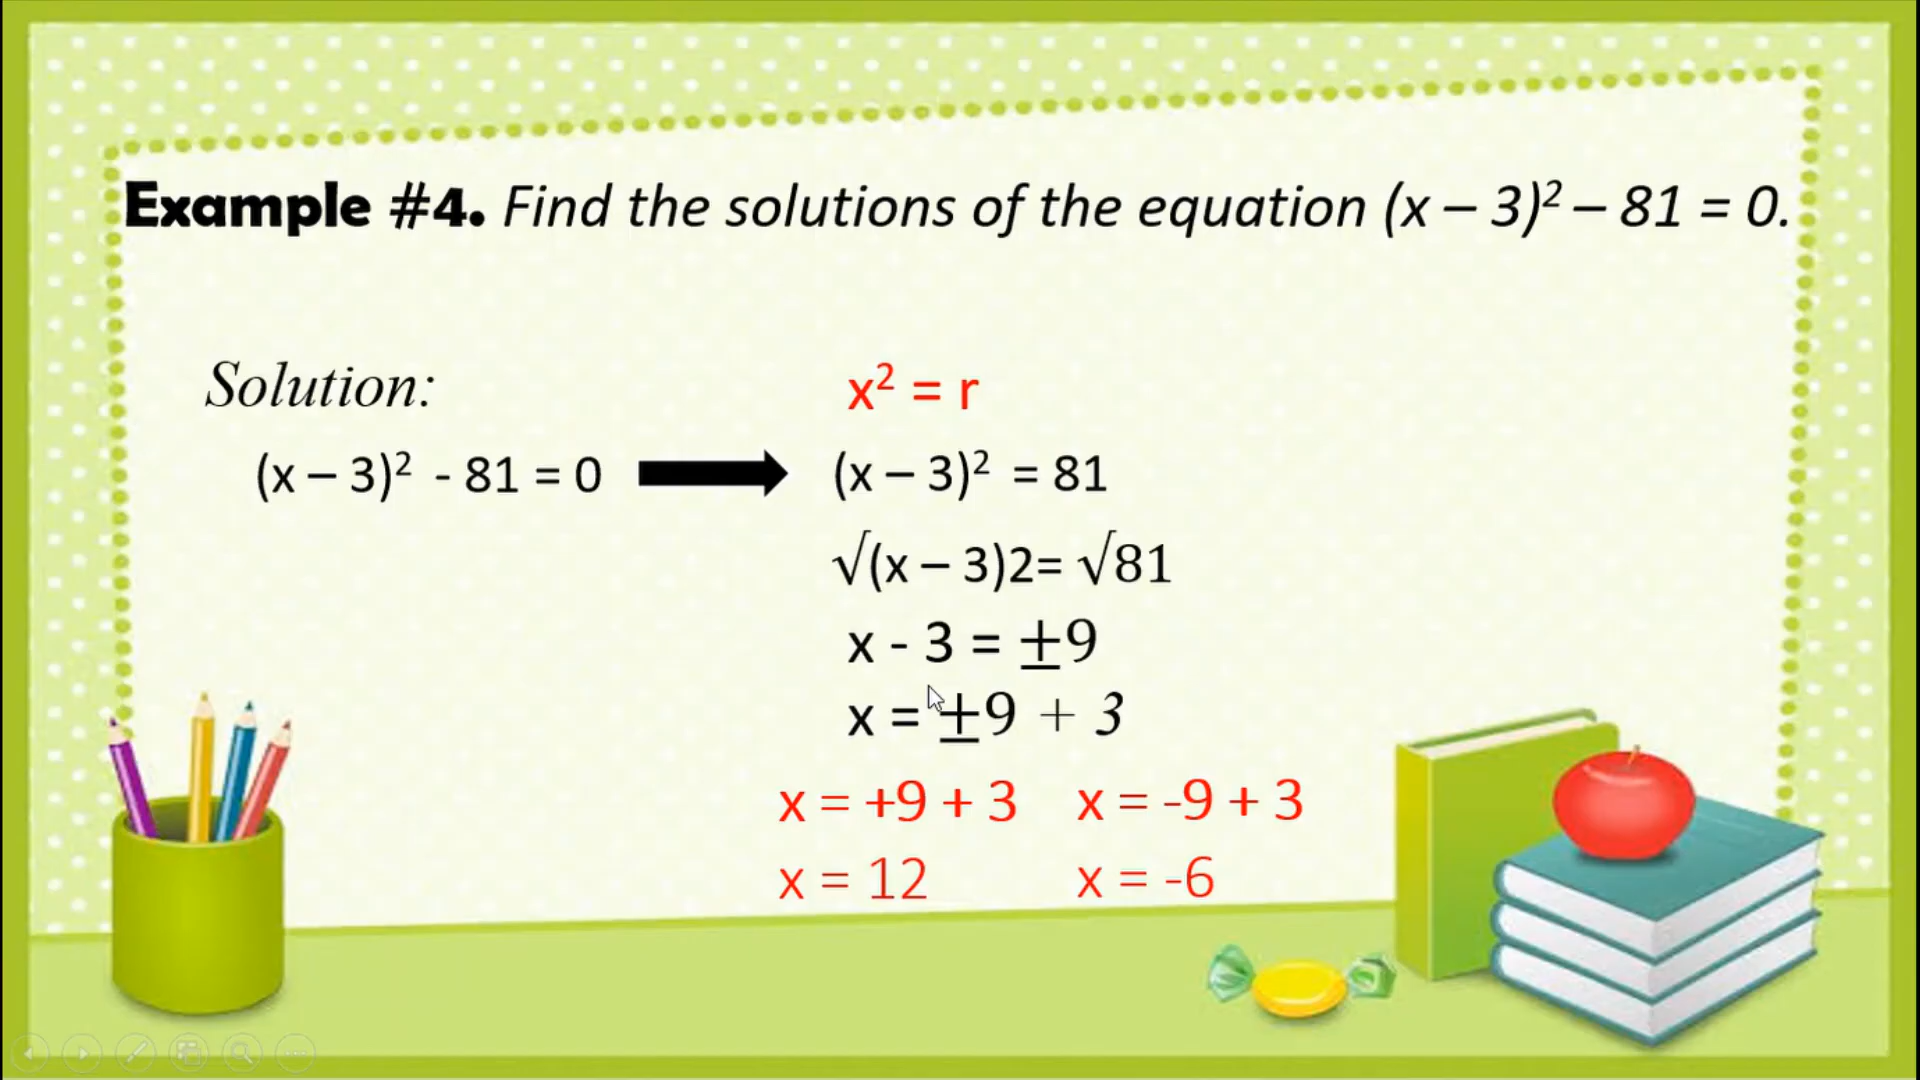 Example #4. Find the solutions of the equation (x – 3)² – 81 = 0.
Solution:
x² = r
(x – 3)² - 81 = 0
(x – 3)² = 81
√(x – 3)2= √81
x - 3 = ±9
x = ±9 + 3
x = +9 + 3
x = -9 + 3
x = 12
x = -6